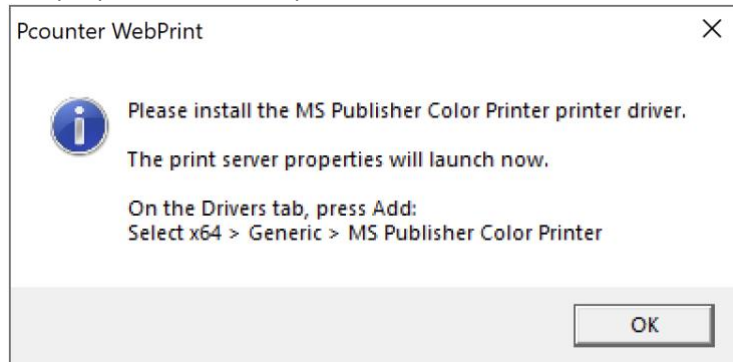 Pcounter WebPrint
Please install the MS Publisher Color Printer printer driver.
The print server properties will launch now.
On the Drivers tab, press Add:
Select x64 > Generic > MS Publisher Color Printer
OK